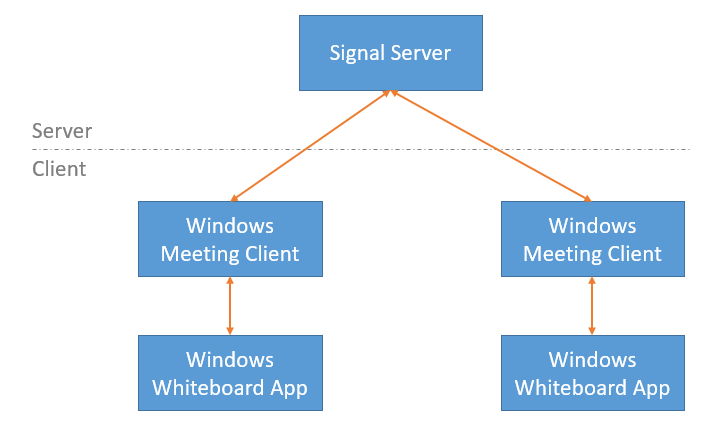 Signal Server
Server
Client
Windows
Meeting Client
Windows
Meeting Client
Windows
Whiteboard App
Windows
Whiteboard App